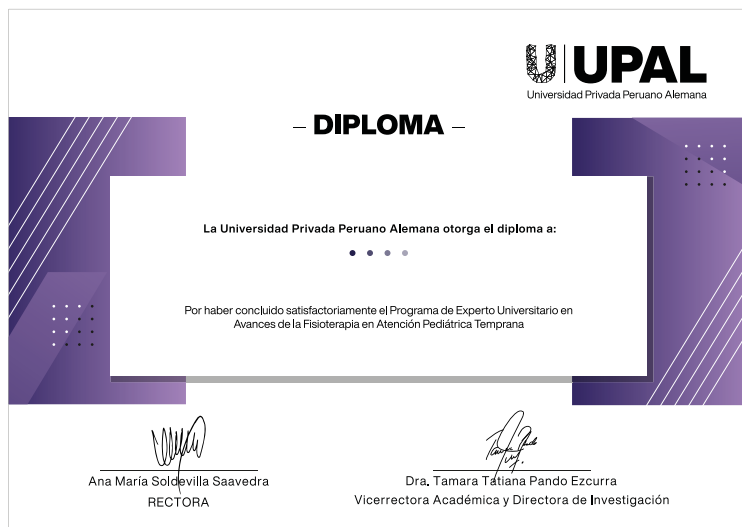 UPAL
Universidad Privada Peruano Alemana
– DIPLOMA –
La Universidad Privada Peruano Alemana otorga el diploma a:
Por haber concluido satisfactoriamente el Programa de Experto Universitario en
Avances de la Fisioterapia en Atención Pediátrica Temprana
Ana María Soldevilla Saavedra
RECTORA
Dra. Tamara Tatiana Pando Ezcurra
Vicerrectora Académica y Directora de Investigación